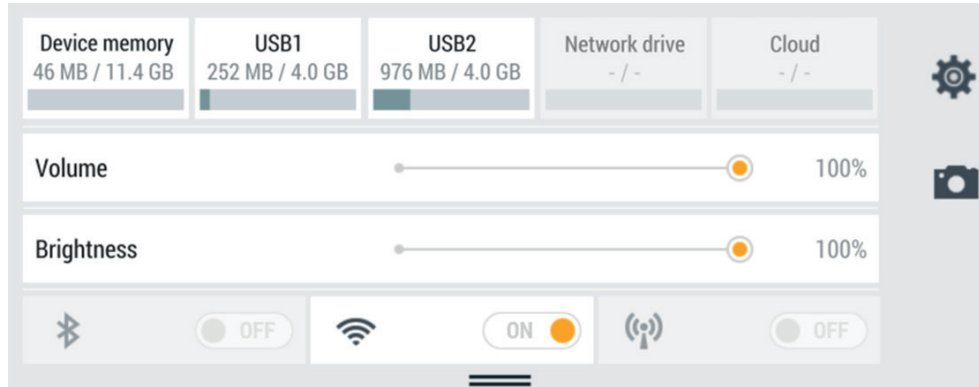 Device memory
46 MB / 11.4 GB
USB1
252 MB / 4.0 GB
USB2
976 MB / 4.0 GB
Network drive
- / -
Cloud
- / -
Volume
100%
Brightness
100%
OFF
ON
OFF